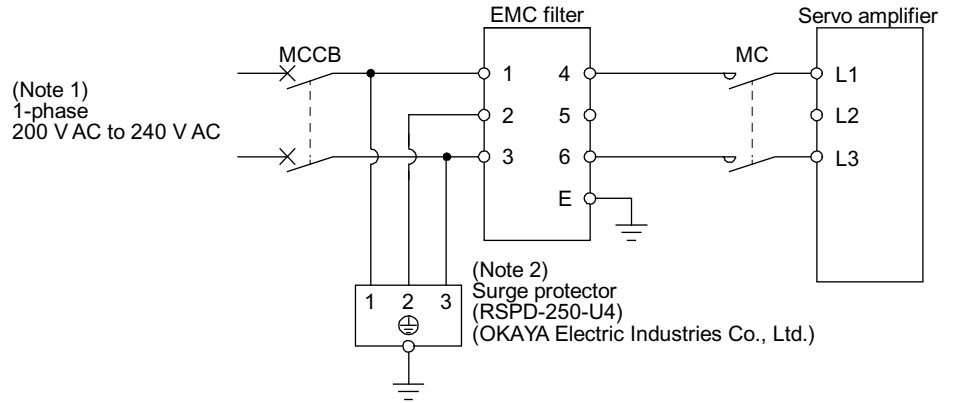 EMC filter
Servo amplifier
MCCB
MC
(Note 1)
1-phase
200 V AC to 240 V AC
1
4
L1
2
5
L2
3
6
L3
E
(Note 2)
Surge protector
(RSPD-250-U4)
(OKAYA Electric Industries Co., Ltd.)
1 2 3